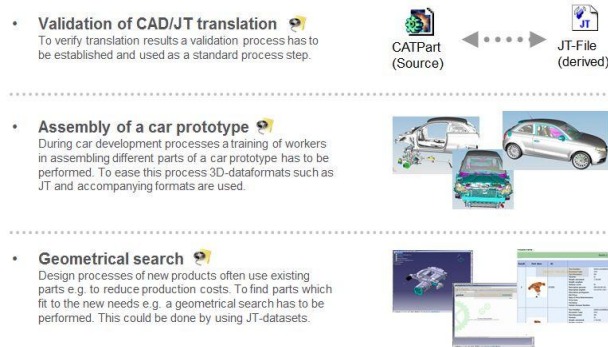 • Validation of CAD/JT translation
To verify translation results a validation process has to
be established and used as a standard process step.
CATPart
(Source)
JT
JT-File
(derived)
• Assembly of a car prototype
During car development processes a training of workers
in assembling different parts of a car prototype has to be
performed. To ease this process 3D-dataformats such as
JT and accompanying formats are used.
• Geometrical search
Design processes of new products often use existing
parts e.g. to reduce production costs. To find parts which
fit to the new needs e.g. a geometrical search has to be
performed. This could be done by using JT-datasets.